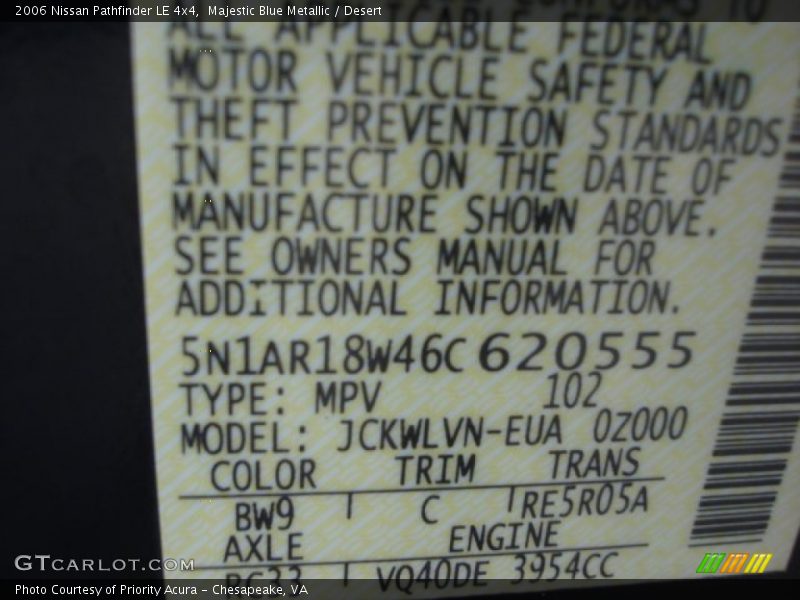 2006 Nissan Pathfinder LE 4x4, Majestic Blue Metallic / Desert
ALL APPLICABLE FEDERAL
MOTOR VEHICLE SAFETY AND
THEFT PREVENTION STANDARDS
IN EFFECT ON THE DATE OF
MANUFACTURE SHOWN ABOVE.
SEE OWNERS MANUAL FOR
ADDITIONAL INFORMATION.
5N1AR18W46C620555
TYPE: MPV 102
MODEL: JCKWLVN-EUA 0Z000
COLOR TRIM TRANS
BW9 C RE5R05A
AXLE ENGINE
VQ40DE 3954CC
GTCARLOT.COM
Photo Courtesy of Priority Acura – Chesapeake, VA